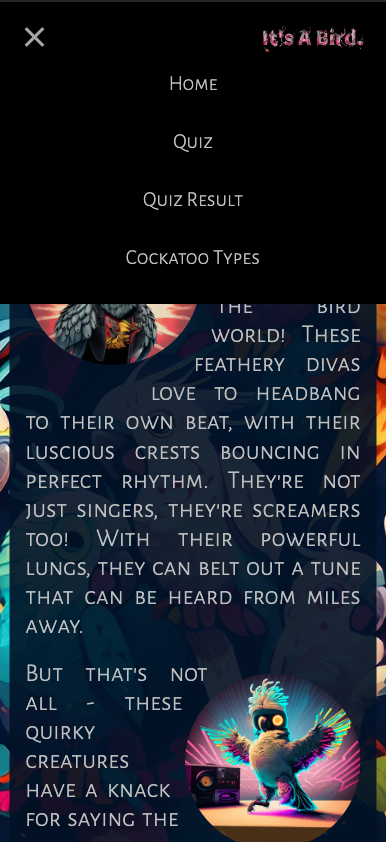 It's A Bird.
Home
Quiz
Quiz Result
Cockatoo Types
THE BIRD
WORLD! THESE
FEATHERY DIVAS
LOVE TO HEADBANG
TO THEIR OWN BEAT, WITH THEIR
LUSCIOUS CRESTS BOUNCING IN
PERFECT RHYTHM. THEY'RE NOT
JUST SINGERS, THEY'RE SCREAMERS
TOO! WITH THEIR POWERFUL
LUNGS, THEY CAN BELT OUT A TUNE
THAT CAN BE HEARD FROM MILES
AWAY.
BUT THAT'S NOT
ALL - THESE
QUIRKY
CREATURES
HAVE A KNACK
FOR SAYING THE